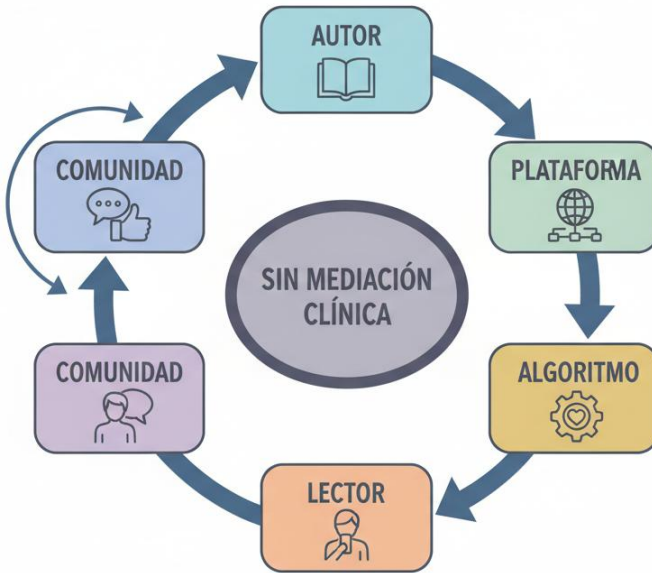 AUTOR
PLATAFORMA
ALGORITMO
LECTOR
COMUNIDAD
COMUNIDAD
SIN MEDIACIÓN
CLÍNICA